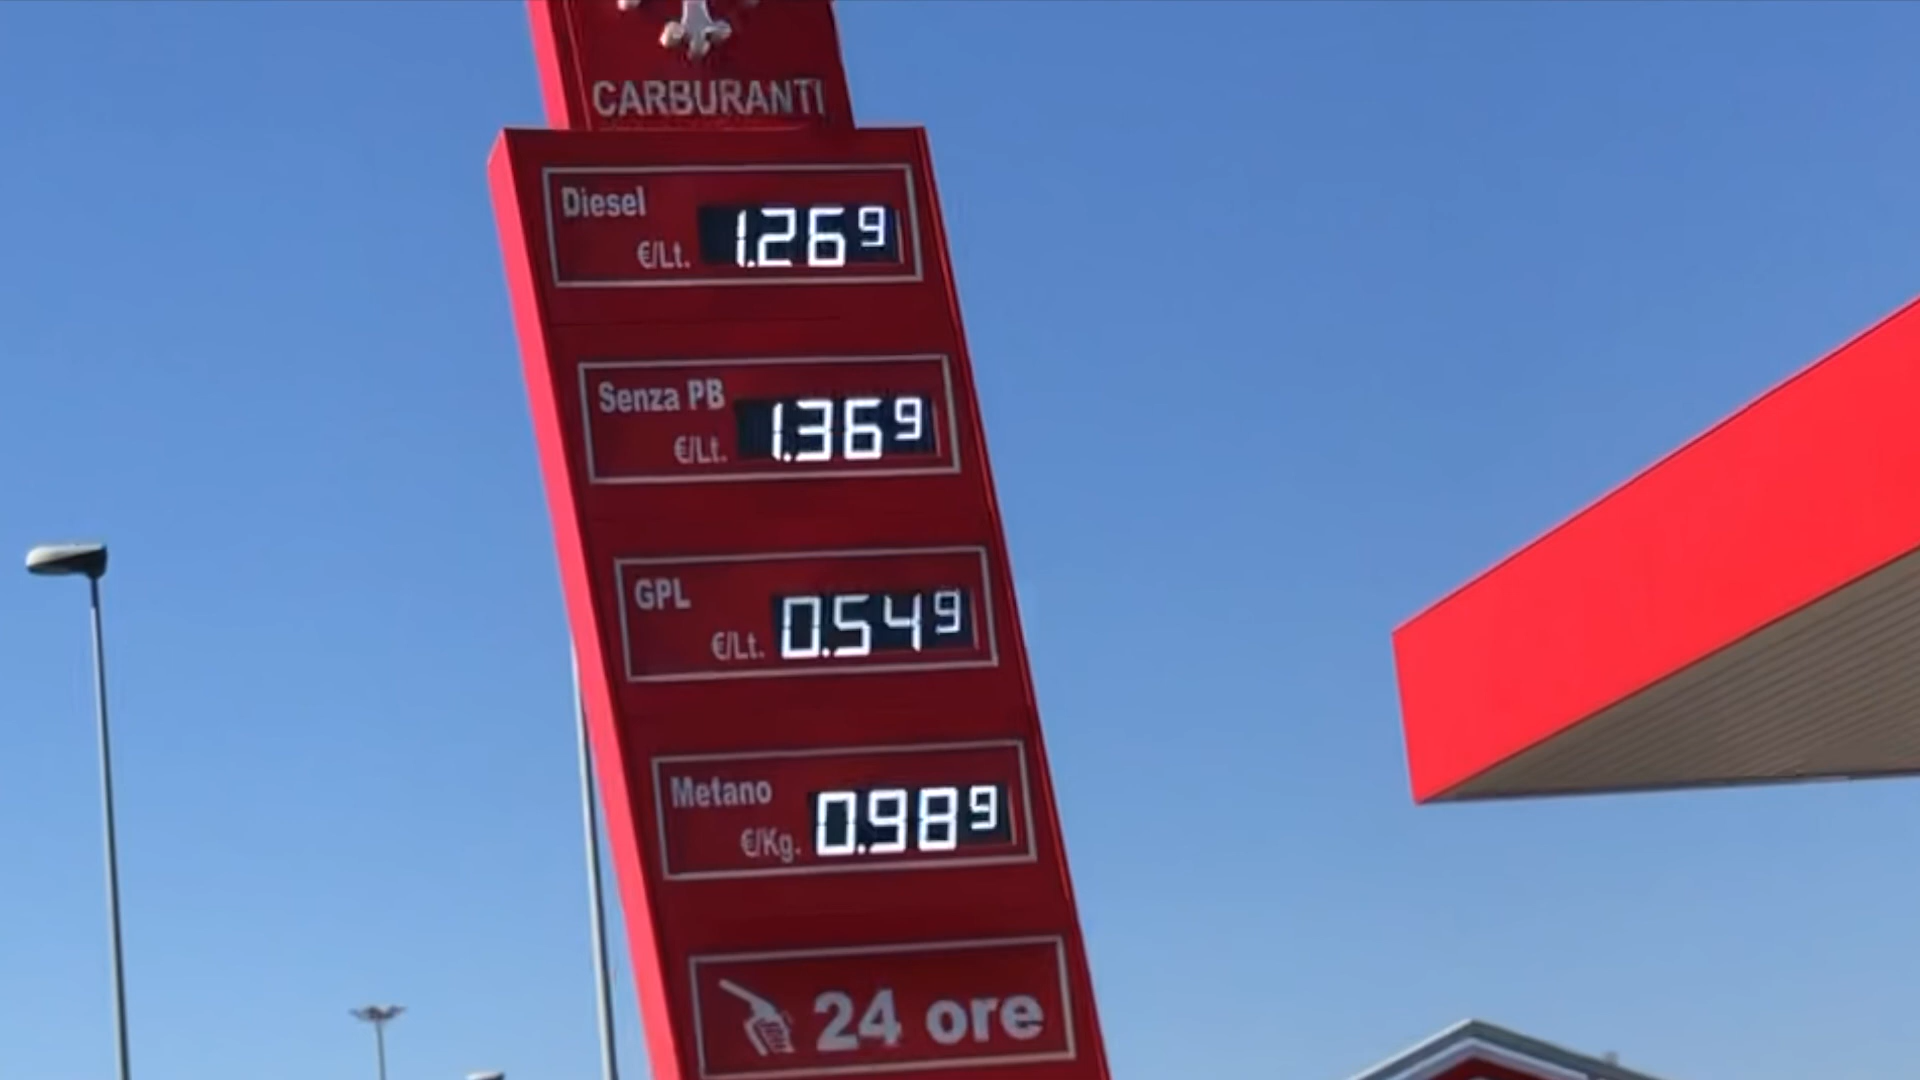 CARBURANTI
Diesel
€/Lt. 1.269
Senza PB
€/Lt. 1.369
GPL
€/Lt. 0.549
Metano
€/Kg. 0.989
24 ore